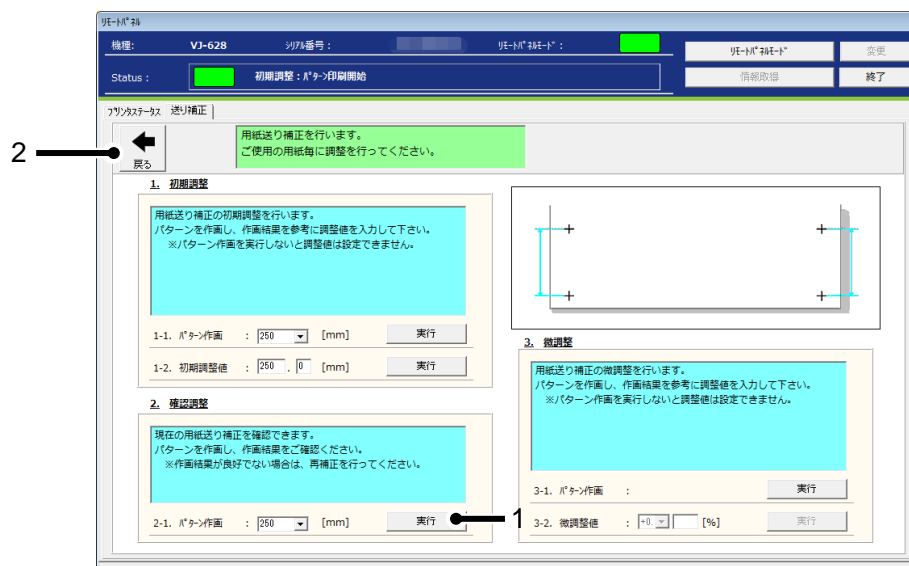 ﾘﾓｰﾄﾊﾟﾈﾙ
機種: VJ-628 ｼﾘｱﾙ番号： ﾘﾓｰﾄﾊﾟﾈﾙﾓｰﾄﾞ：
ﾘﾓｰﾄﾊﾟﾈﾙﾓｰﾄﾞ 変更
Status： 初期調整：ﾊﾟﾀｰﾝ印刷開始
情報取得 終了
ﾌﾟﾘﾝﾀｽﾃｰﾀｽ 送り補正
2
戻る
用紙送り補正を行います。
ご使用の用紙毎に調整を行ってください。
1. 初期調整
用紙送り補正の初期調整を行います。
パターンを作画し、作画結果を参考に調整値を入力して下さい。
※パターン作画を実行しないと調整値は設定できません。
1-1. ﾊﾟﾀｰﾝ作画 : 250 [mm] 実行
1-2. 初期調整値 : 250 . 0 [mm] 実行
2. 確認調整
現在の用紙送り補正を確認できます。
パターンを作画し、作画結果をご確認ください。
※作画結果が良好でない場合は、再補正を行ってください。
2-1. ﾊﾟﾀｰﾝ作画 : 250 [mm] 実行
1
3. 微調整
用紙送り補正の微調整を行います。
パターンを作画し、作画結果を参考に調整値を入力して下さい。
※パターン作画を実行しないと調整値は設定できません。
3-1. ﾊﾟﾀｰﾝ作画 : 実行
3-2. 微調整値 : +0. [%] 実行